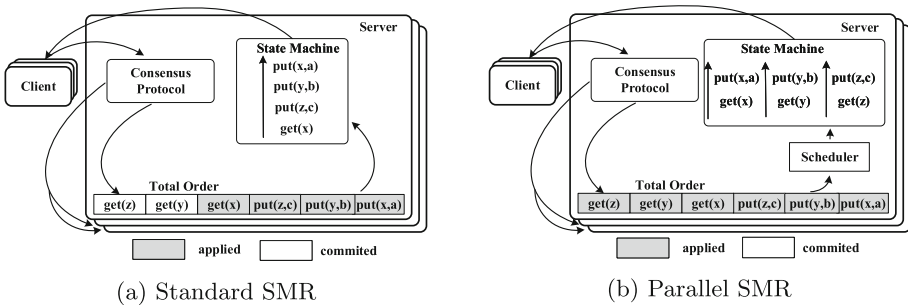 Server
State Machine
put(x,a)
put(y,b)
put(z,c)
get(x)
Client
Consensus
Protocol
Total Order
get(z) get(y) get(x) put(z,c) put(y,b) put(x,a)
applied commited
(a) Standard SMR
Server
State Machine
put(x,a) put(y,b) put(z,c)
get(x) get(y) get(z)
Client
Consensus
Protocol
Scheduler
Total Order
get(z) get(y) get(x) put(z,c) put(y,b) put(x,a)
applied commited
(b) Parallel SMR